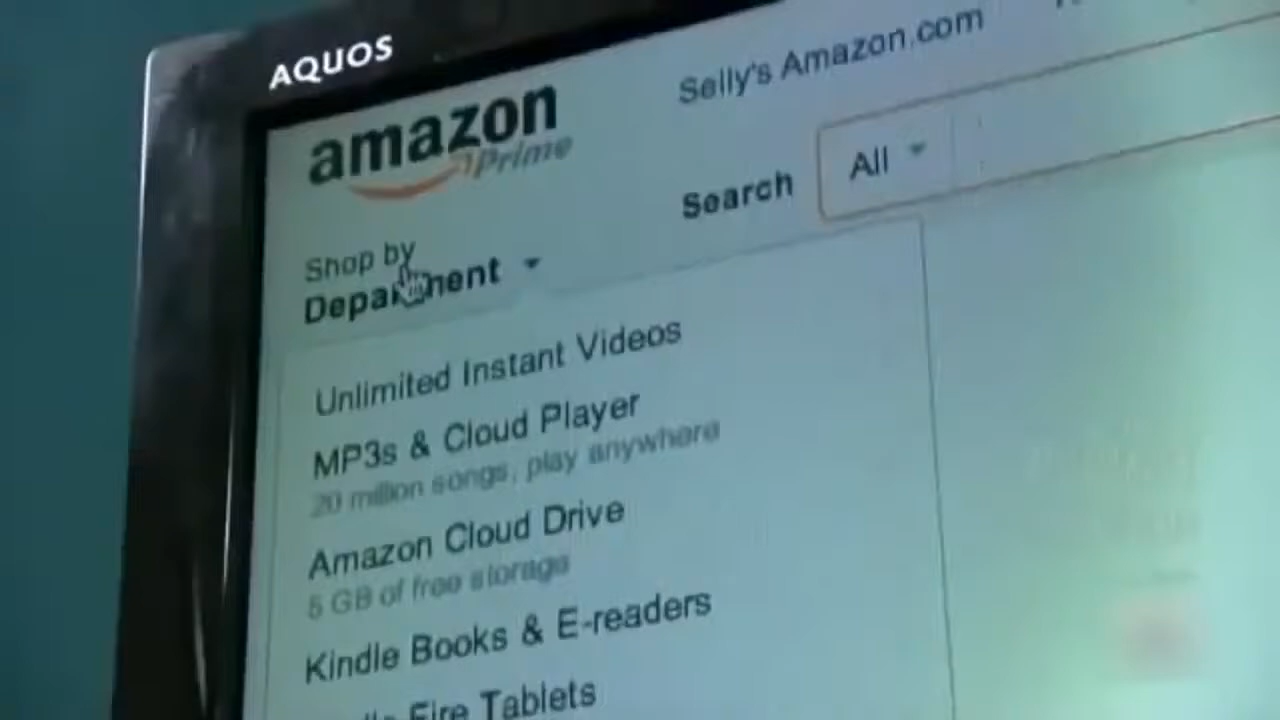 AQUOS
amazon
Prime
Selly's Amazon.com
Search
All
Shop by
Department
Unlimited Instant Videos
MP3s & Cloud Player
20 million songs, play anywhere
Amazon Cloud Drive
5 GB of free storage
Kindle Books & E-readers
Fire Tablets